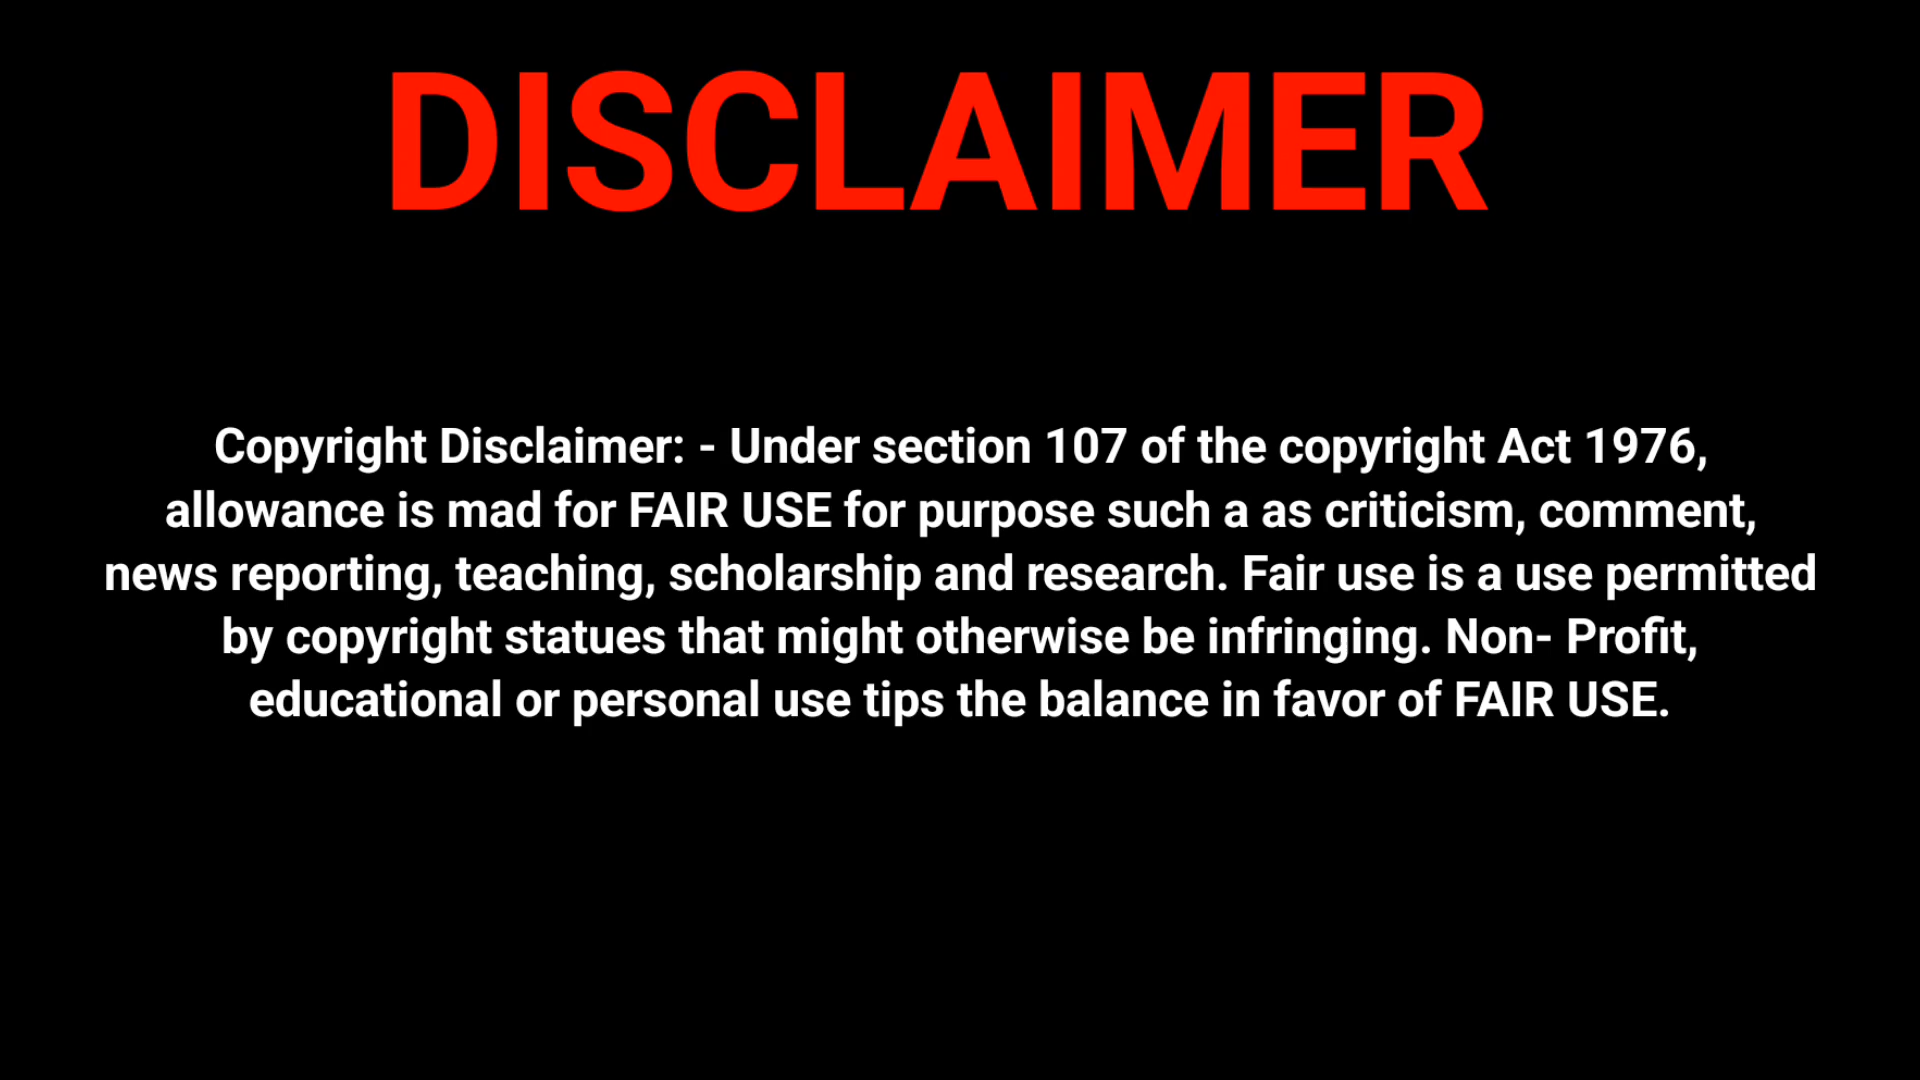 DISCLAIMER
Copyright Disclaimer: - Under section 107 of the copyright Act 1976,
allowance is mad for FAIR USE for purpose such a as criticism, comment,
news reporting, teaching, scholarship and research. Fair use is a use permitted
by copyright statues that might otherwise be infringing. Non- Profit,
educational or personal use tips the balance in favor of FAIR USE.